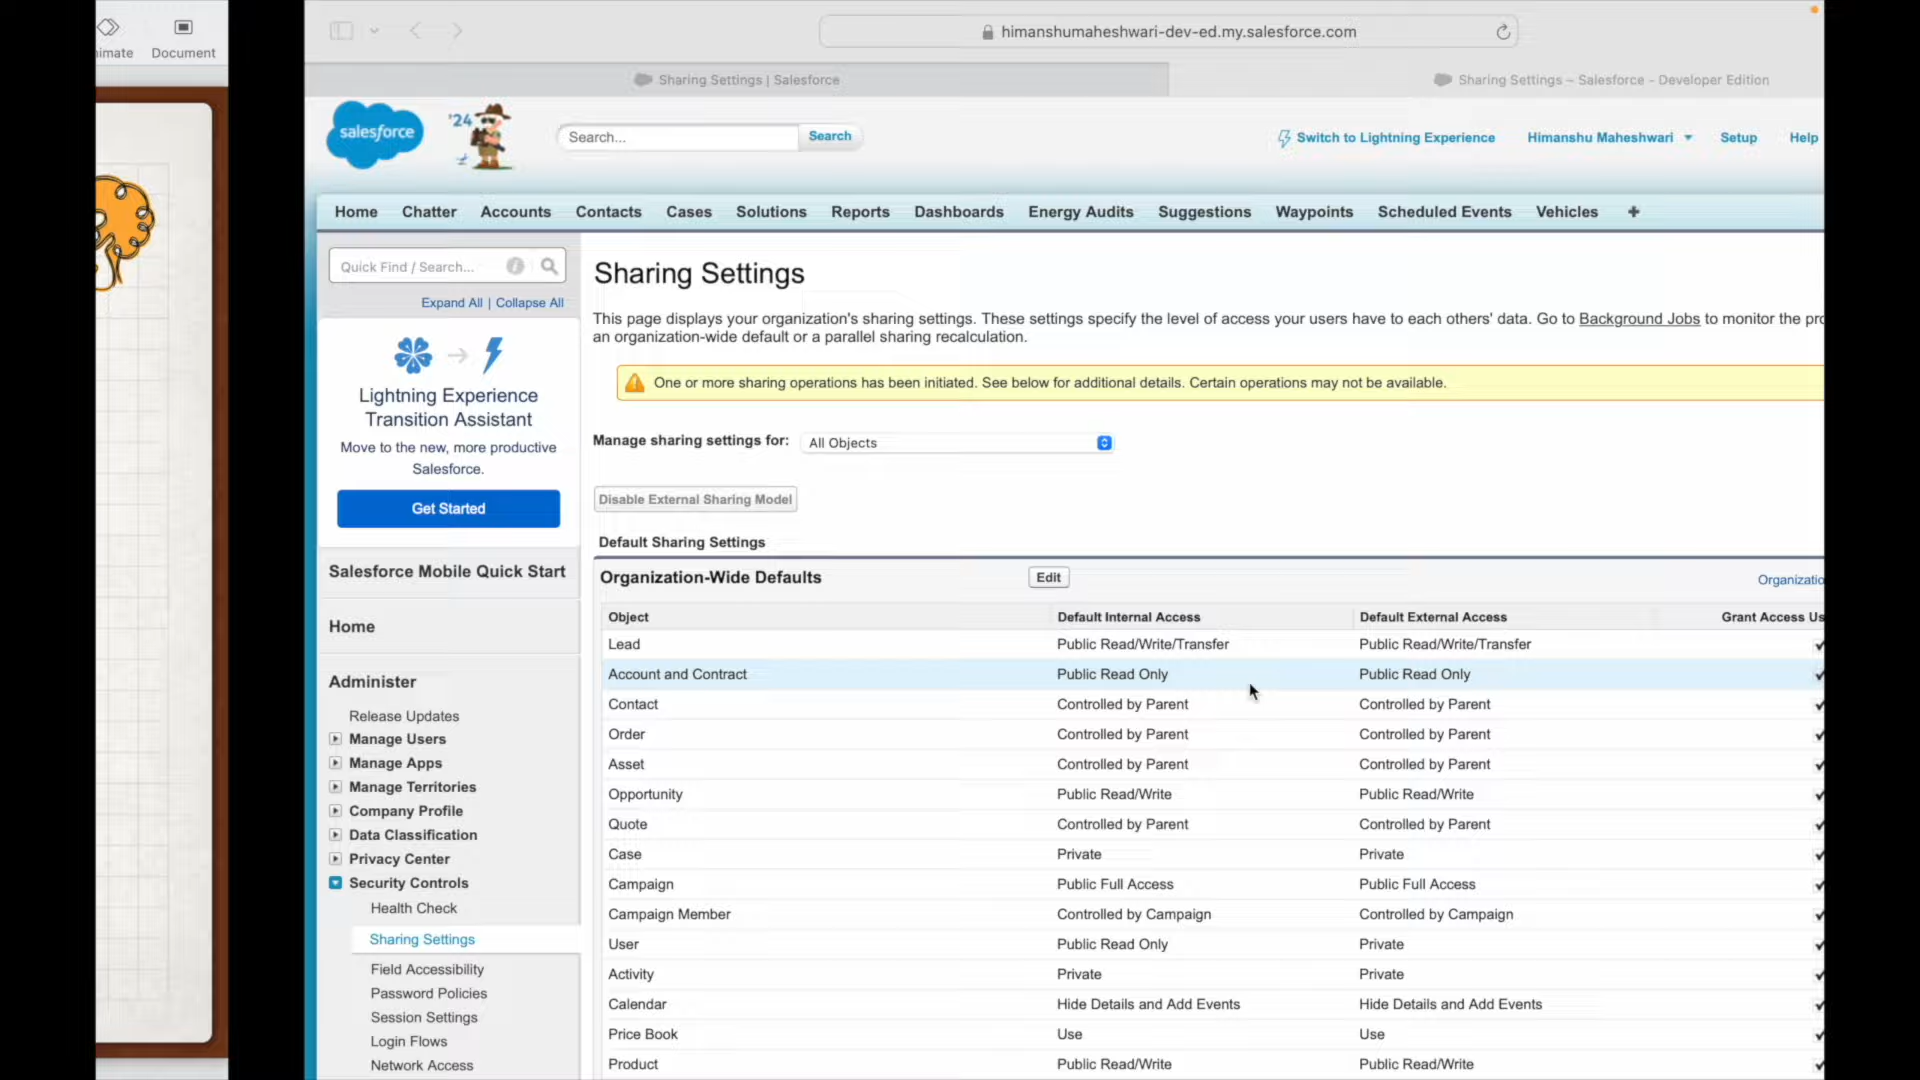 imate
Document
himanshumaheshwari-dev-ed.my.salesforce.com
Sharing Settings | Salesforce
Sharing Settings ~ Salesforce - Developer Edition
salesforce
'24
Search...
Search
Switch to Lightning Experience
Himanshu Maheshwari
Setup
Help
Home
Chatter
Accounts
Contacts
Cases
Solutions
Reports
Dashboards
Energy Audits
Suggestions
Waypoints
Scheduled Events
Vehicles
+
Quick Find / Search...
Expand All | Collapse All
Lightning Experience
Transition Assistant
Move to the new, more productive
Salesforce.
Get Started
Salesforce Mobile Quick Start
Home
Administer
Release Updates
Manage Users
Manage Apps
Manage Territories
Company Profile
Data Classification
Privacy Center
Security Controls
Health Check
Sharing Settings
Field Accessibility
Password Policies
Session Settings
Login Flows
Network Access
Sharing Settings
This page displays your organization's sharing settings. These settings specify the level of access your users have to each others' data. Go to Background Jobs to monitor the pro
an organization-wide default or a parallel sharing recalculation.
One or more sharing operations has been initiated. See below for additional details. Certain operations may not be available.
Manage sharing settings for: All Objects
Disable External Sharing Model
Default Sharing Settings
Organization-Wide Defaults Edit Organizatio
Object Default Internal Access Default External Access Grant Access Us
Lead Public Read/Write/Transfer Public Read/Write/Transfer
Account and Contract Public Read Only Public Read Only
Contact Controlled by Parent Controlled by Parent
Order Controlled by Parent Controlled by Parent
Asset Controlled by Parent Controlled by Parent
Opportunity Public Read/Write Public Read/Write
Quote Controlled by Parent Controlled by Parent
Case Private Private
Campaign Public Full Access Public Full Access
Campaign Member Controlled by Campaign Controlled by Campaign
User Public Read Only Private
Activity Private Private
Calendar Hide Details and Add Events Hide Details and Add Events
Price Book Use Use
Product Public Read/Write Public Read/Write